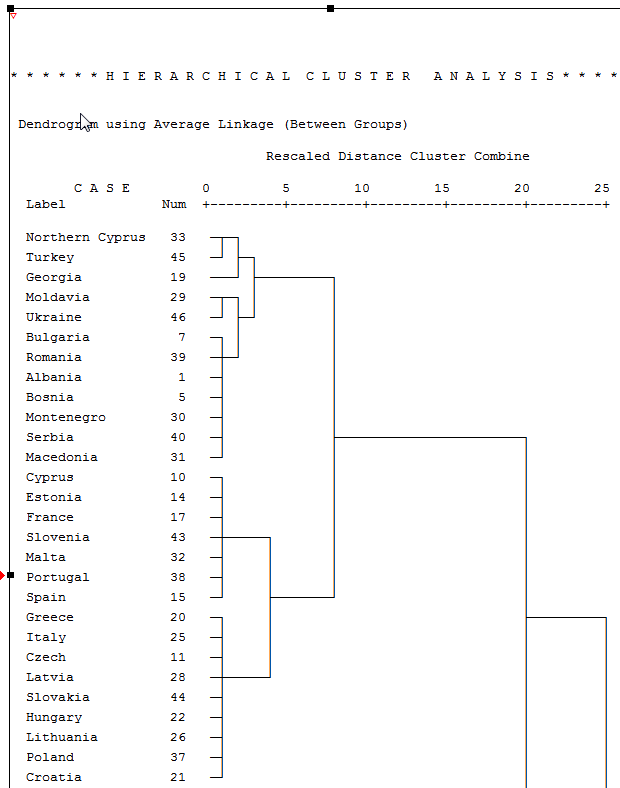 * * * * * * H I E R A R C H I C A L  C L U S T E R  A N A L Y S I S * * * *
Dendrogram using Average Linkage (Between Groups)
Rescaled Distance Cluster Combine
C A S E 0 5 10 15 20 25
Label Num +---------+---------+---------+---------+---------+
Northern Cyprus 33
Turkey 45
Georgia 19
Moldavia 29
Ukraine 46
Bulgaria 7
Romania 39
Albania 1
Bosnia 5
Montenegro 30
Serbia 40
Macedonia 31
Cyprus 10
Estonia 14
France 17
Slovenia 43
Malta 32
Portugal 38
Spain 15
Greece 20
Italy 25
Czech 11
Latvia 28
Slovakia 44
Hungary 22
Lithuania 26
Poland 37
Croatia 21